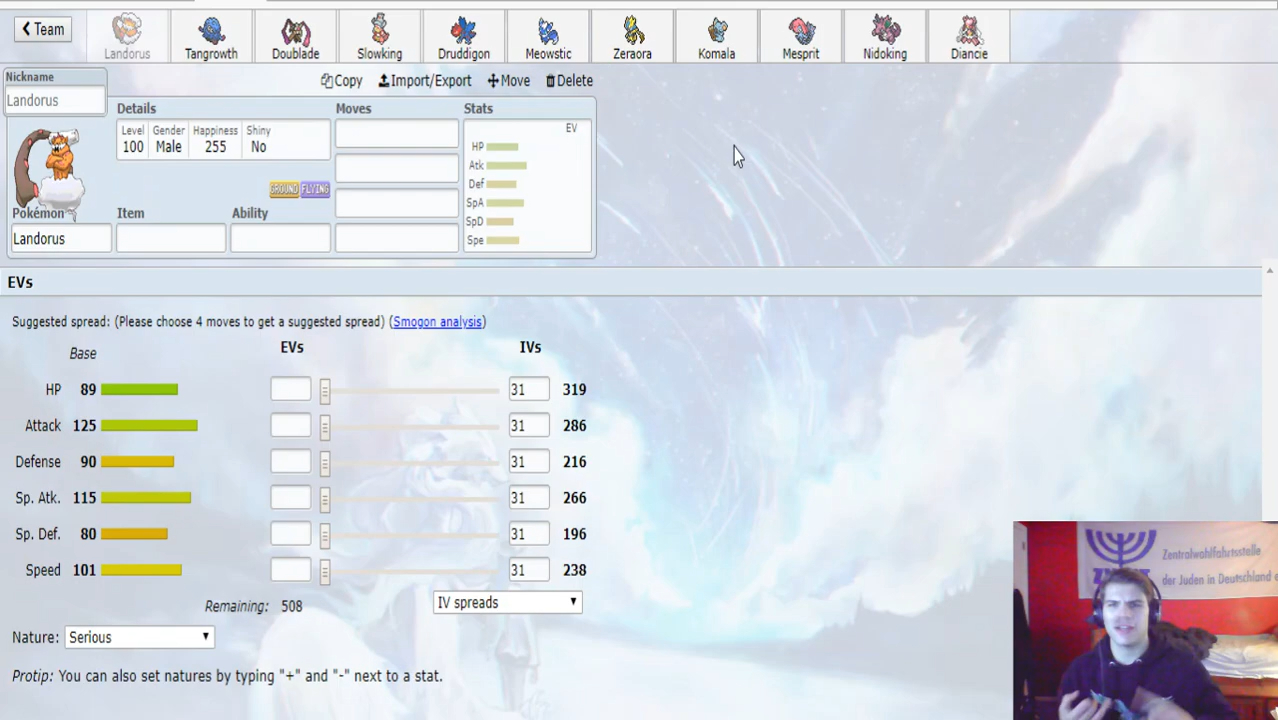 Team
Landorus Tangrowth Doublade Slowking Druddigon Meowstic Zeraora Komala Mesprit Nidoking Diancie
Nickname
Landorus
Copy Import/Export Move Delete
Details Moves Stats
Level Gender Happiness Shiny
100 Male 255 No
EV
HP
Atk
Def
SpA
SpD
Spe
GROUND FLYING
Pokémon Item Ability
Landorus
EVs
Suggested spread: (Please choose 4 moves to get a suggested spread) (Smogon analysis)
Base EVs IVs
HP 89 31 319
Attack 125 31 286
Defense 90 31 216
Sp. Atk. 115 31 266
Sp. Def. 80 31 196
Speed 101 31 238
Remaining: 508 IV spreads
Nature: Serious
Protip: You can also set natures by typing "+" and "-" next to a stat.
Zentralwohlfahrtsstelle
der Juden in Deutschland e